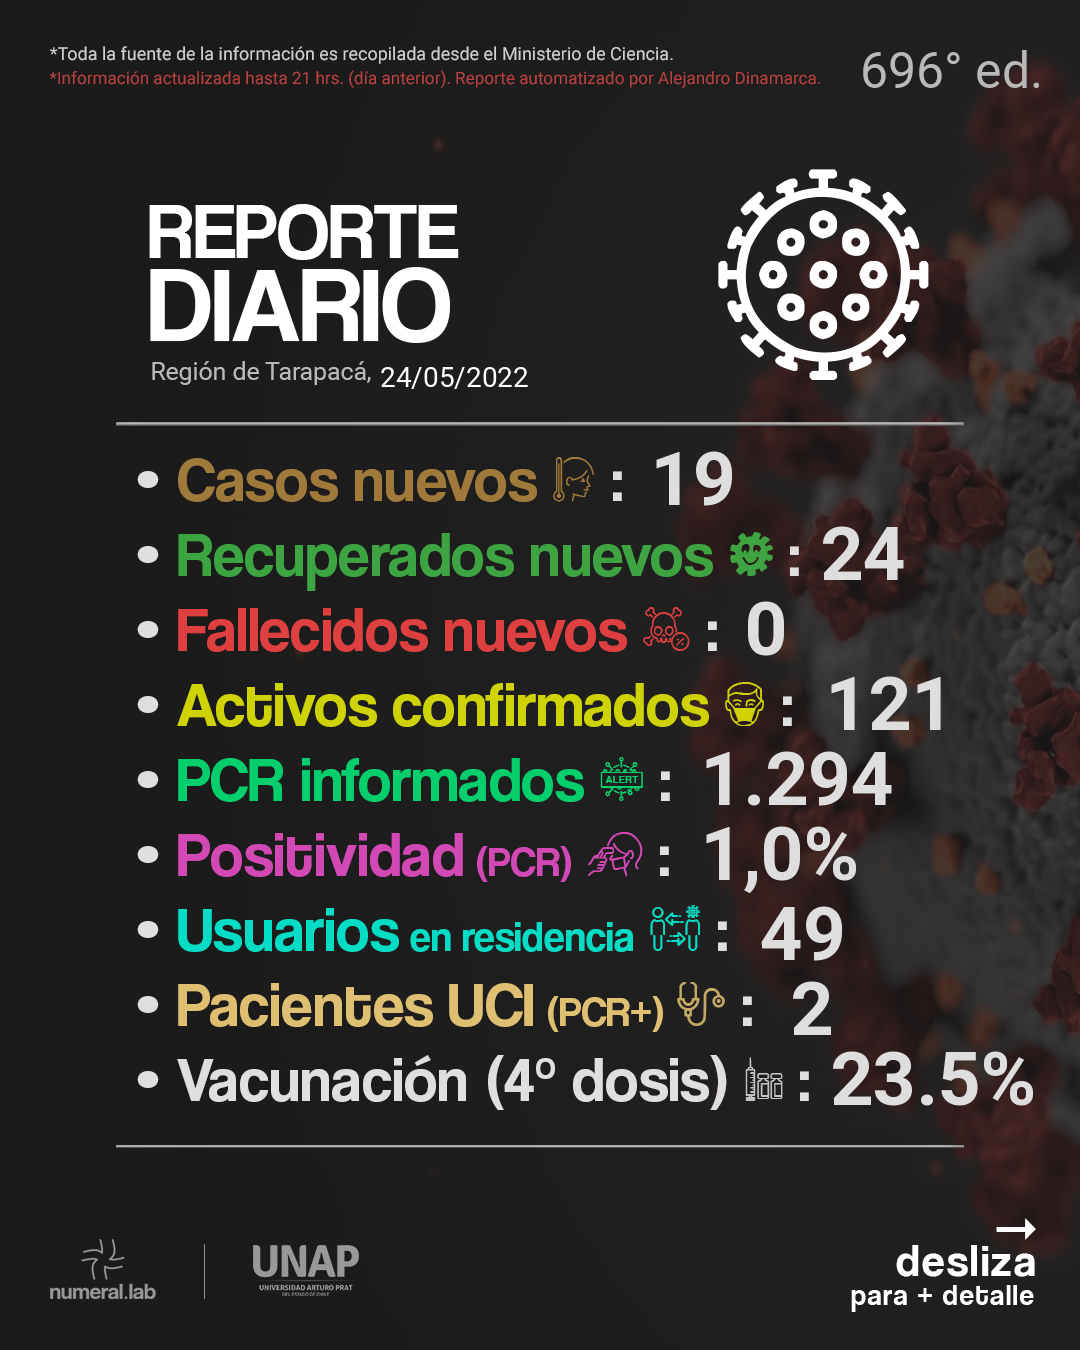 *Toda la fuente de la información es recopilada desde el Ministerio de Ciencia.
*Información actualizada hasta 21 hrs. (día anterior). Reporte automatizado por Alejandro Dinamarca.
696° ed.
REPORTE
DIARIO
Región de Tarapacá, 24/05/2022
• Casos nuevos : 19
• Recuperados nuevos : 24
• Fallecidos nuevos : 0
• Activos confirmados : 121
• PCR informados ALERT : 1.294
• Positividad (PCR) : 1,0%
• Usuarios en residencia : 49
• Pacientes UCI (PCR+) : 2
• Vacunación (4º dosis) : 23.5%
numeral.lab
UNAP
UNIVERSIDAD ARTURO PRAT
DEL ESTADO DE CHILE
→
desliza
para + detalle